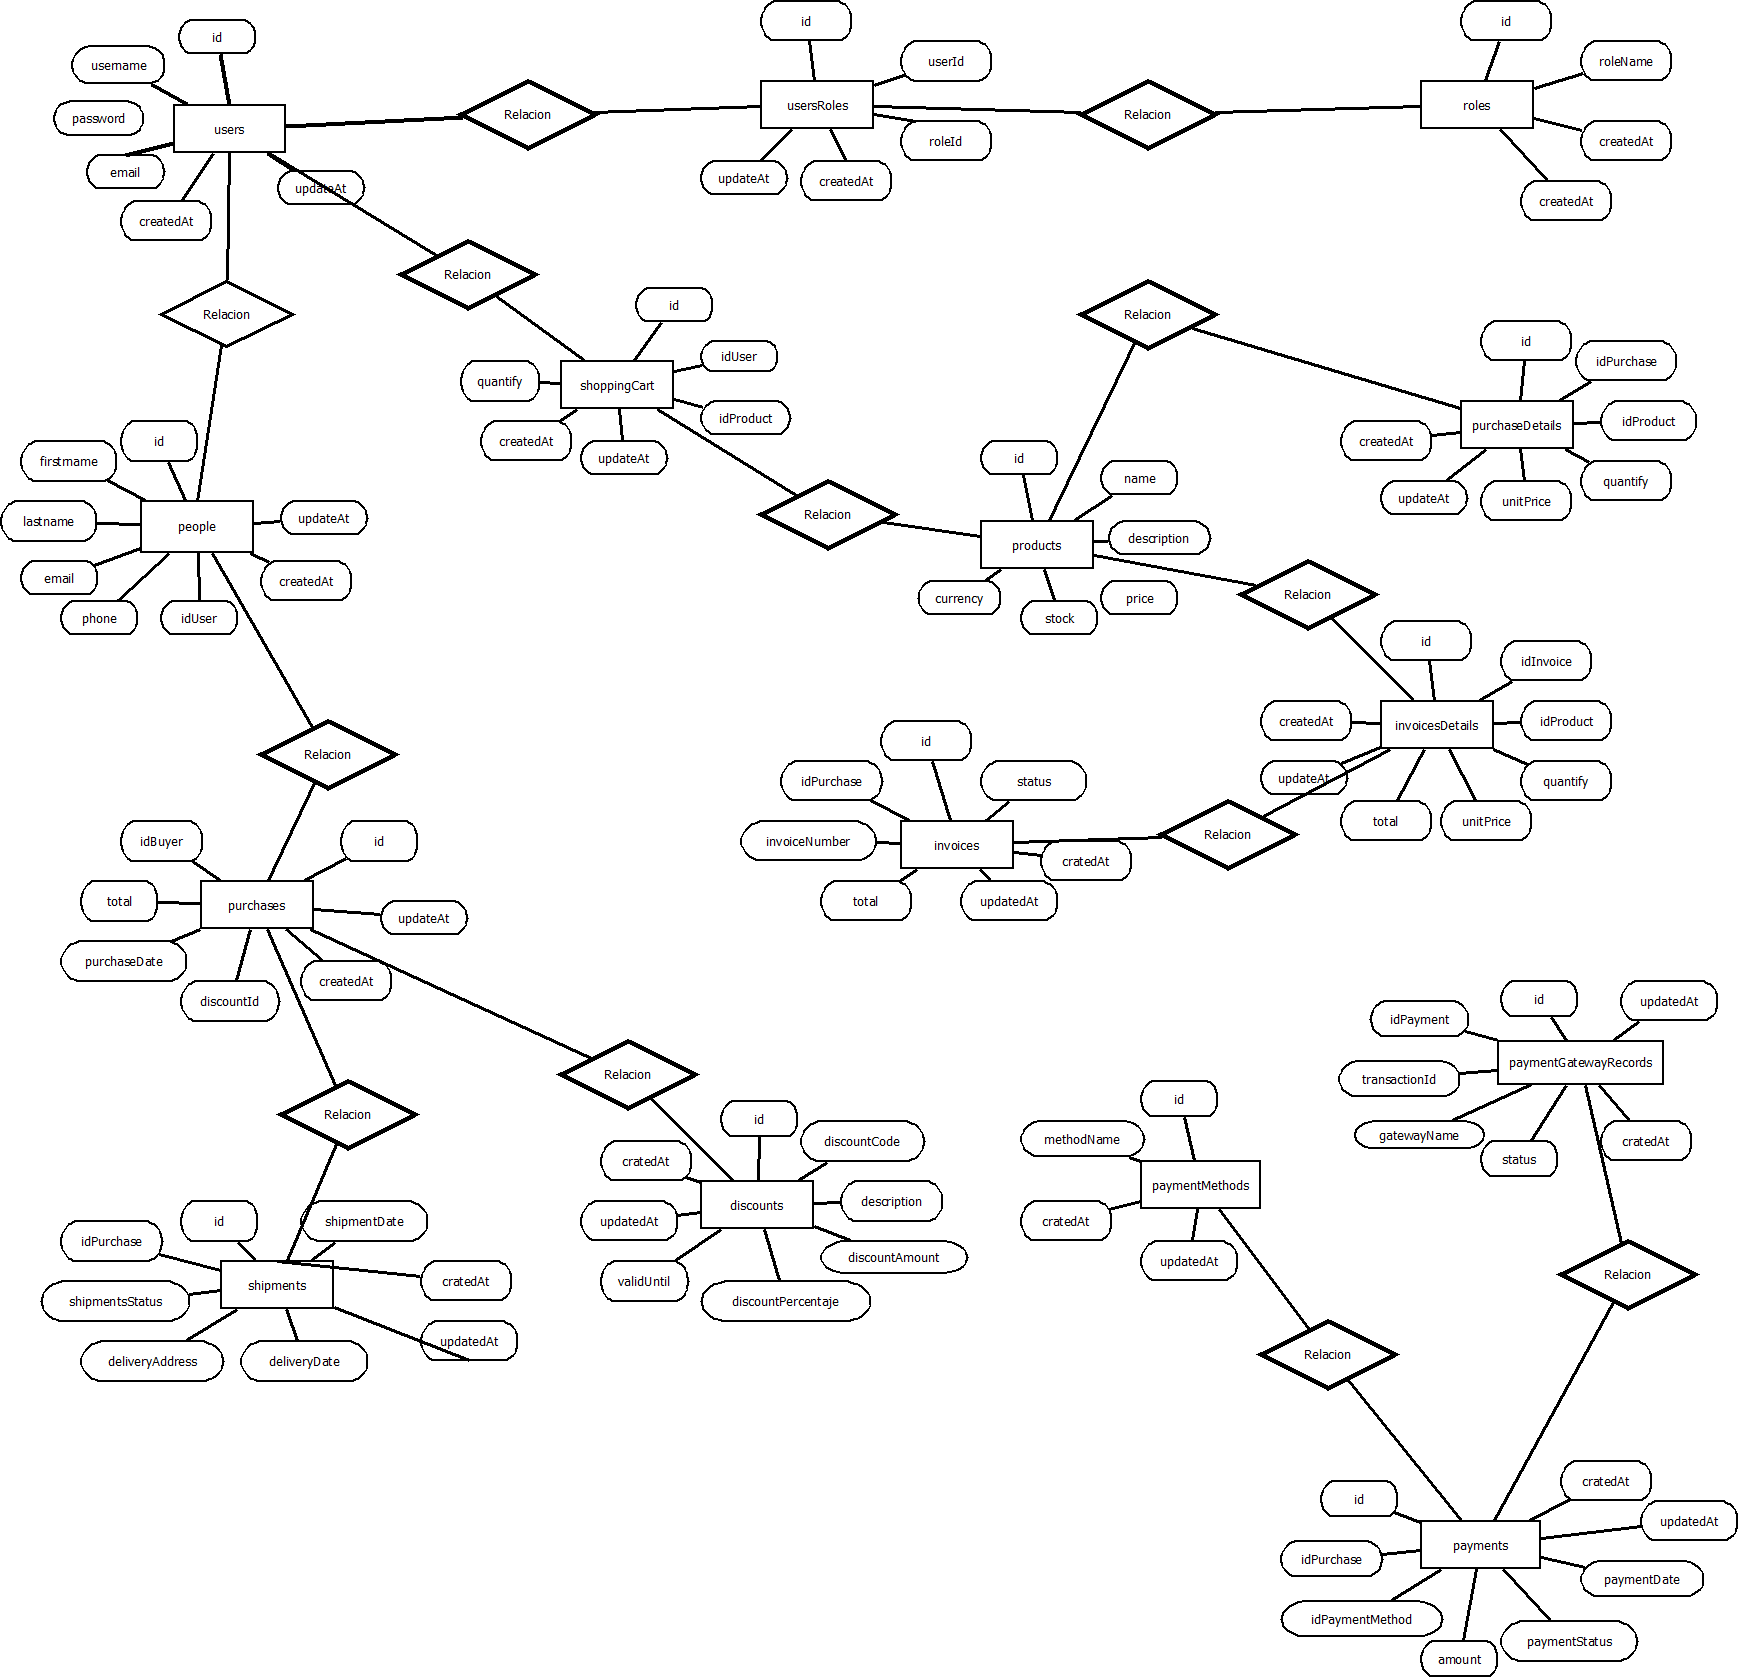 id
username
password
users
email
createdAt
updateAt
Relacion
id
userId
usersRoles
roleId
updateAt
createdAt
Relacion
id
roleName
roles
createdAt
createdAt
Relacion
Relacion
id
idUser
quantify
shoppingCart
idProduct
createdAt
updateAt
Relacion
Relacion
id
idPurchase
purchaseDetails
idProduct
createdAt
quantify
updateAt
unitPrice
id
firstmame
lastname
people
updateAt
email
createdAt
phone
idUser
id
name
products
description
currency
price
stock
Relacion
id
idInvoice
createdAt
invoicesDetails
idProduct
updateAt
quantify
total
unitPrice
Relacion
id
idPurchase
status
invoiceNumber
invoices
cratedAt
total
updatedAt
Relacion
idBuyer
id
total
purchases
updateAt
purchaseDate
discountId
createdAt
Relacion
Relacion
id
discountCode
cratedAt
description
updatedAt
discounts
discountAmount
validUntil
discountPercentaje
id
shipmentDate
idPurchase
shipments
cratedAt
shipmentsStatus
updatedAt
deliveryAddress
deliveryDate
id
updatedAt
idPayment
paymentGatewayRecords
transactionId
gatewayName
cratedAt
status
id
methodName
paymentMethods
cratedAt
updatedAt
Relacion
Relacion
id
cratedAt
updatedAt
payments
idPurchase
paymentDate
idPaymentMethod
paymentStatus
amount